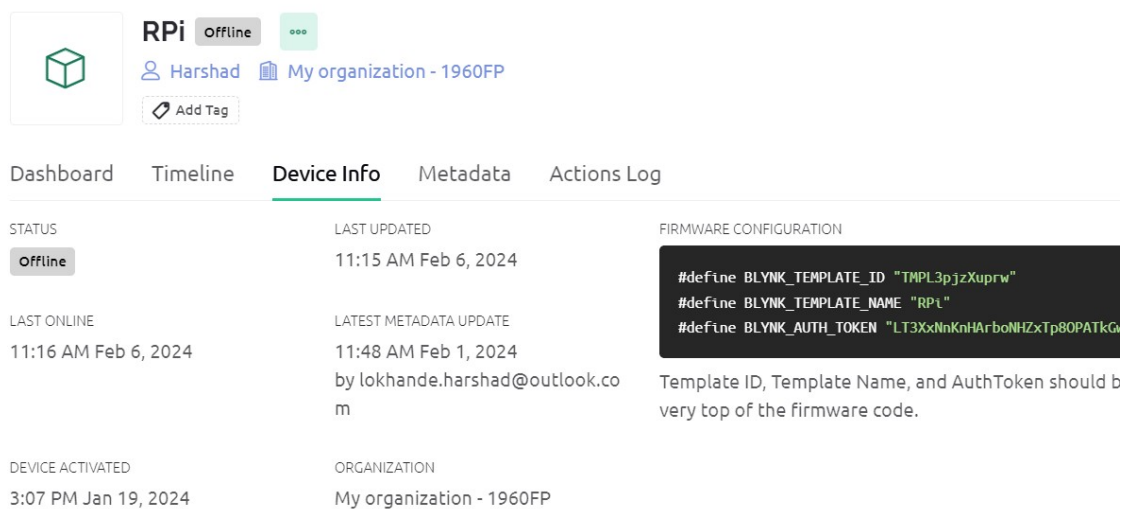 RPi Offline
Harshad My organization - 1960FP
Add Tag
Dashboard Timeline Device Info Metadata Actions Log
STATUS
Offline
LAST UPDATED
11:15 AM Feb 6, 2024
FIRMWARE CONFIGURATION
#define BLYNK_TEMPLATE_ID "TMPL3pjzXuprw"
#define BLYNK_TEMPLATE_NAME "RPi"
#define BLYNK_AUTH_TOKEN
Template ID, Template Name, and AuthToken should
very top of the firmware code.
LAST ONLINE
11:16 AM Feb 6, 2024
LATEST METADATA UPDATE
11:48 AM Feb 1, 2024
by lokhande.harshad@outlook.co
m
DEVICE ACTIVATED
3:07 PM Jan 19, 2024
ORGANIZATION
My organization - 1960FP